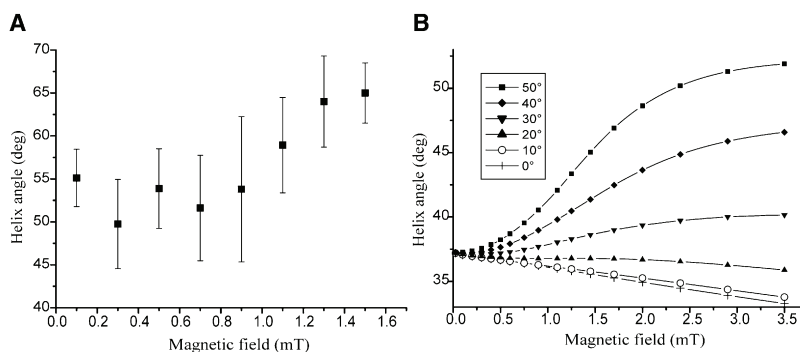 A
B
70
65
60
55
50
45
40
Helix angle (deg)
0.0 0.2 0.4 0.6 0.8 1.0 1.2 1.4 1.6
Magnetic field (mT)
50
45
40
35
Helix angle (deg)
50°
40°
30°
20°
10°
0°
0.0 0.5 1.0 1.5 2.0 2.5 3.0 3.5
Magnetic field (mT)